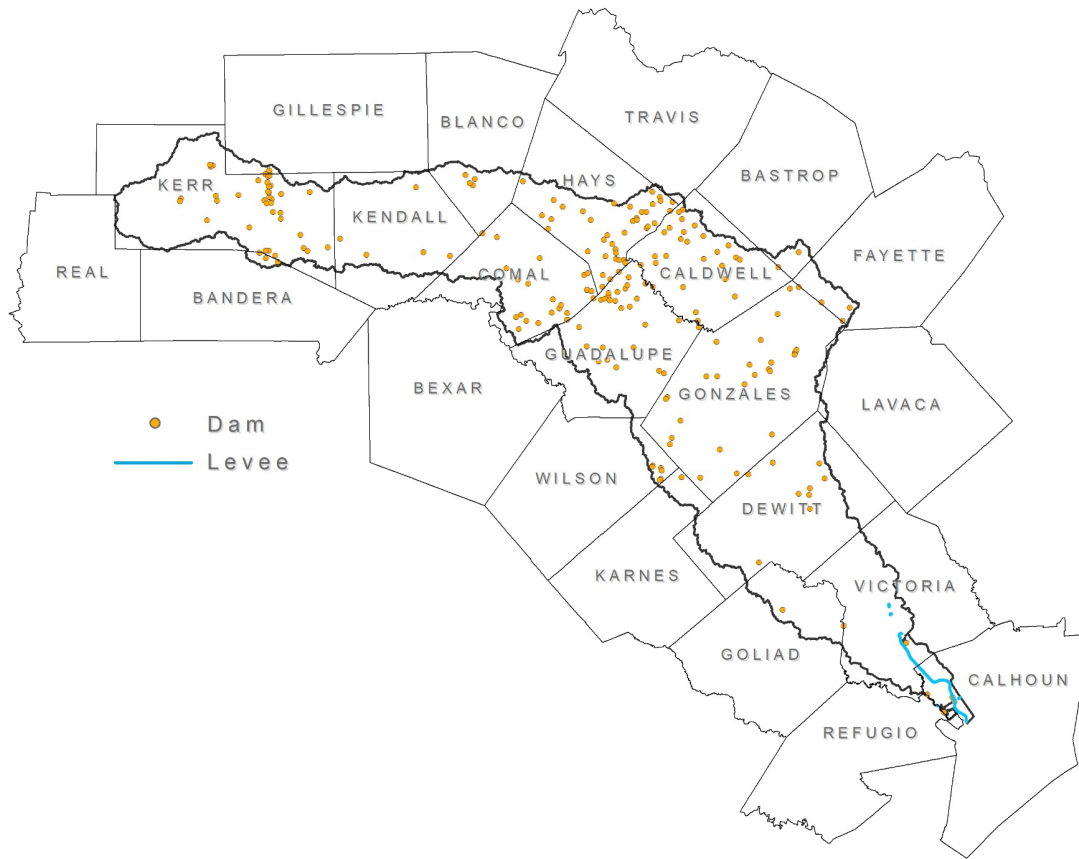 GILLESPIE
BLANCO
TRAVIS
KERR
HAYS
BASTROP
KENDALL
FAYETTE
REAL
BANDERA
COMAL
CALDWELL
GUADALUPE
BEXAR
GONZALES
LAVACA
Dam
Levee
WILSON
DEWITT
KARNES
VICTORIA
GOLIAD
CALHOUN
REFUGIO